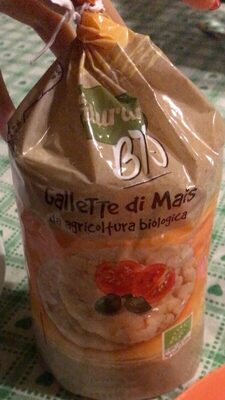 BIO
Gallette di Mais
da agricoltura biologica